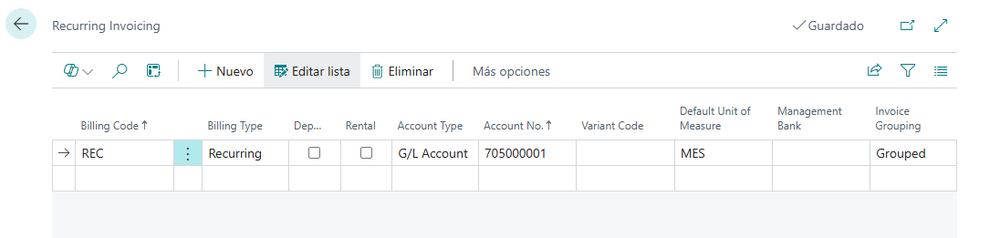 Recurring Invoicing
Guardado
Nuevo
Editar lista
Eliminar
Más opciones
Billing Code ↑
Billing Type
Dep...
Rental
Account Type
Account No. ↑
Variant Code
Default Unit of
Measure
Management
Bank
Invoice
Grouping
REC
Recurring
G/L Account
705000001
MES
Grouped